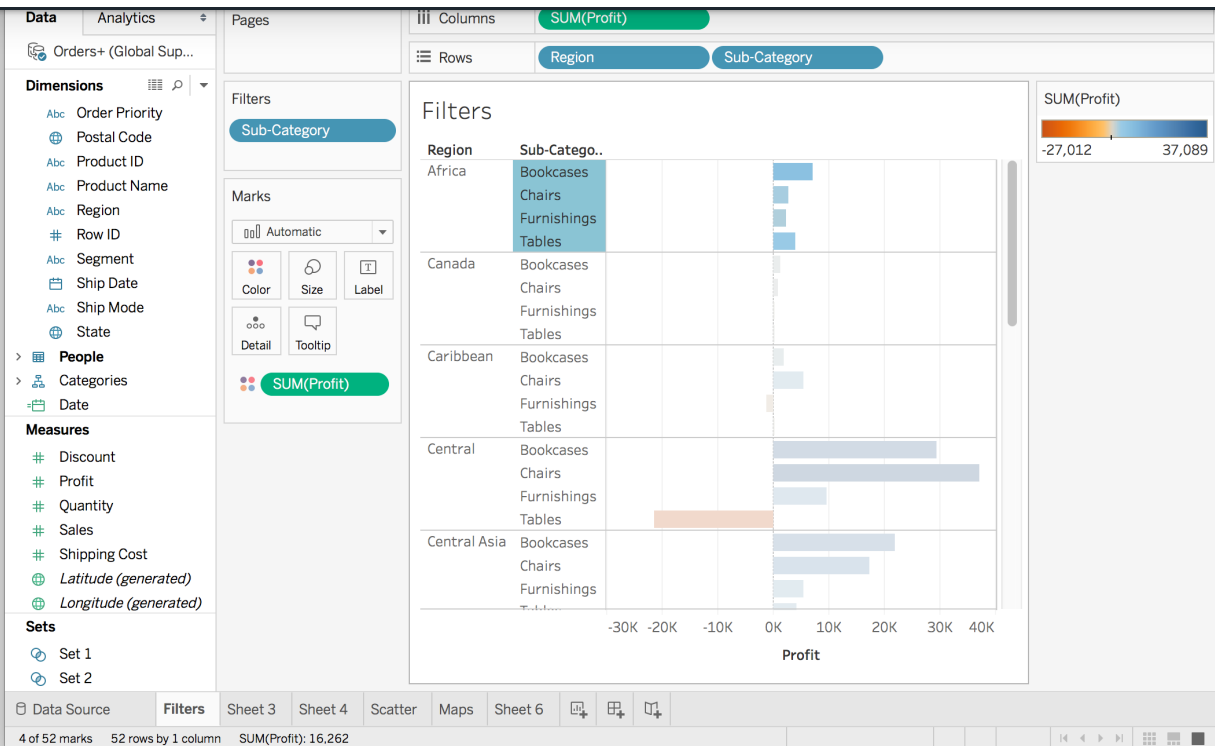 Data
Analytics
Pages
Columns
SUM(Profit)
Orders+ (Global Sup...
Rows
Region
Sub-Category
Dimensions
Abc Order Priority
Postal Code
Abc Product ID
Abc Product Name
Abc Region
# Row ID
Abc Segment
Ship Date
Abc Ship Mode
State
People
Categories
Date
Measures
# Discount
# Profit
# Quantity
# Sales
# Shipping Cost
Latitude (generated)
Longitude (generated)
Sets
Set 1
Set 2
Filters
Sub-Category
Marks
Automatic
Color
Size
T
Label
Detail
Tooltip
SUM(Profit)
Filters
Region
Sub-Catego..
Africa
Bookcases
Chairs
Furnishings
Tables
Canada
Bookcases
Chairs
Furnishings
Tables
Caribbean
Bookcases
Chairs
Furnishings
Tables
Central
Bookcases
Chairs
Furnishings
Tables
Central Asia
Bookcases
Chairs
Furnishings
-30K -20K -10K 0K 10K 20K 30K 40K
Profit
SUM(Profit)
-27,012 37,089
Data Source
Filters
Sheet 3
Sheet 4
Scatter
Maps
Sheet 6
4 of 52 marks 52 rows by 1 column SUM(Profit): 16,262